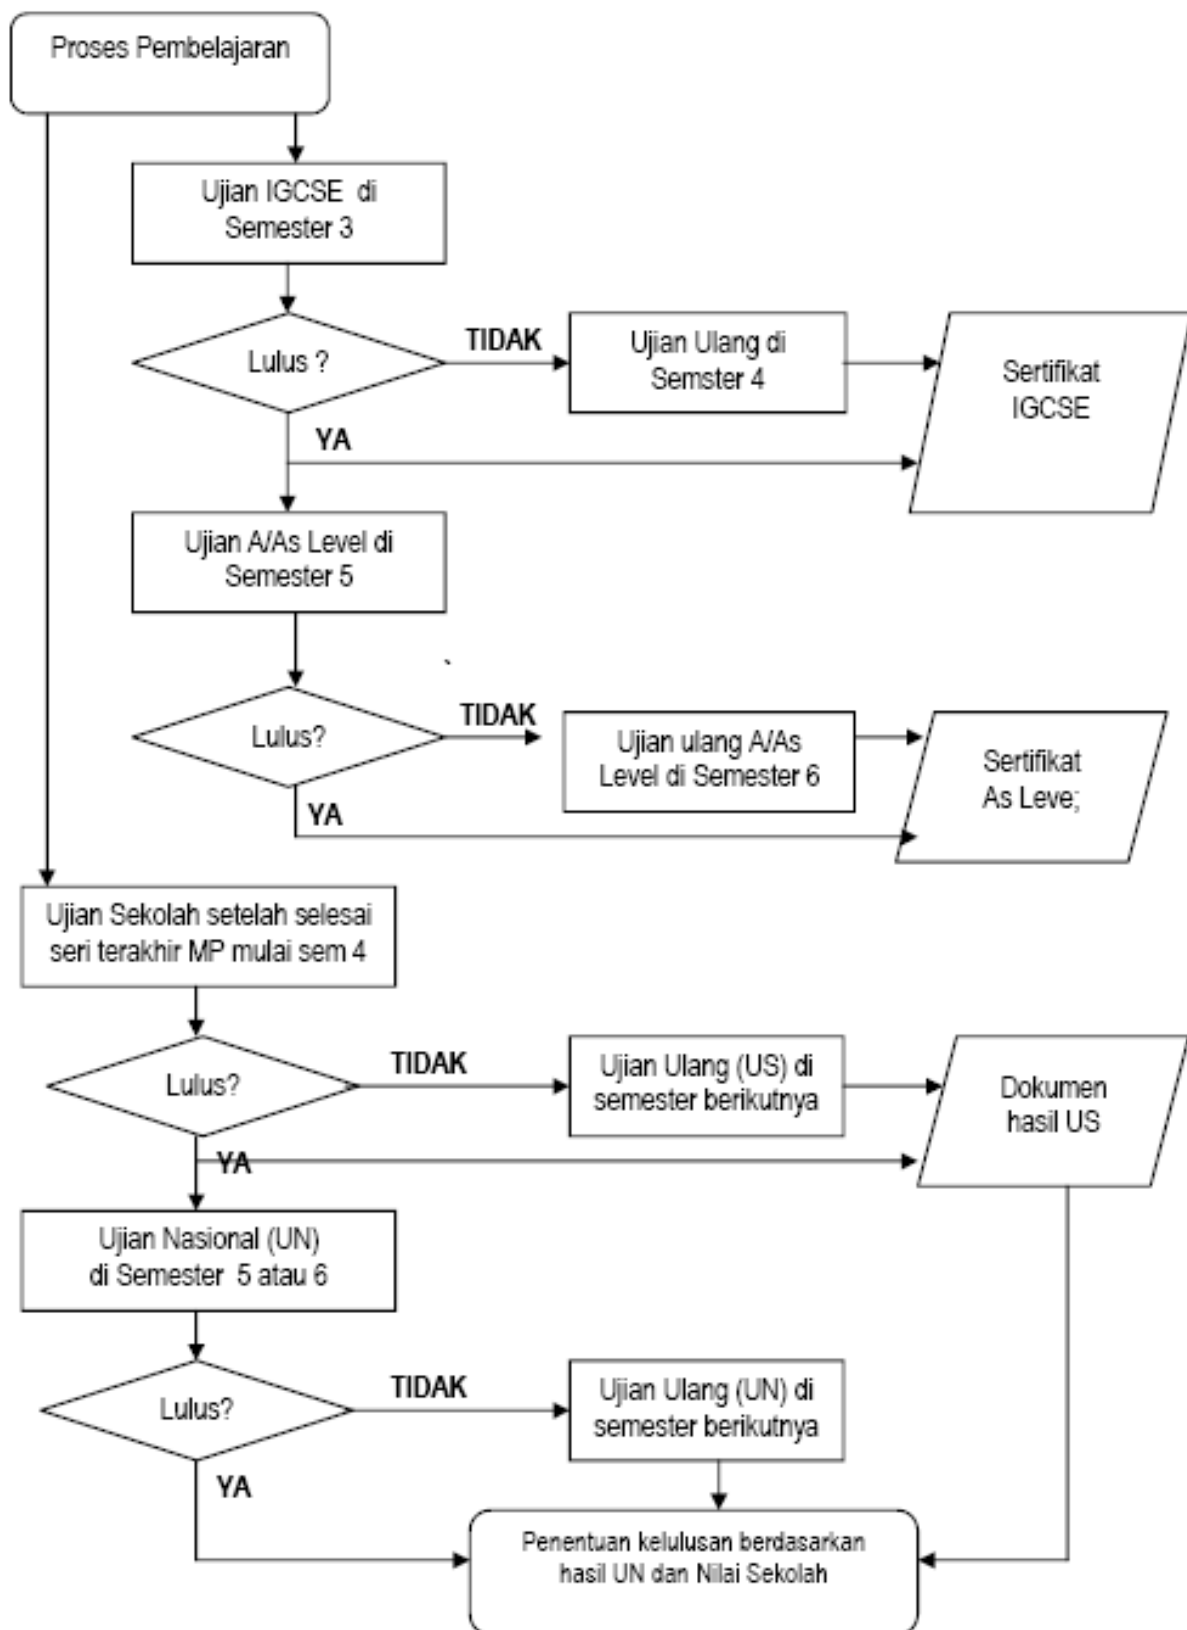 Proses Pembelajaran
Ujian IGCSE di
Semester 3
Lulus ?
TIDAK
Ujian Ulang di
Semster 4
Sertifikat
IGCSE
YA
Ujian A/As Level di
Semester 5
Lulus?
TIDAK
Ujian ulang A/As
Level di Semester 6
Sertifikat
As Leve;
YA
Ujian Sekolah setelah selesai
seri terakhir MP mulai sem 4
Lulus?
TIDAK
Ujian Ulang (US) di
semester berikutnya
Dokumen
hasil US
YA
Ujian Nasional (UN)
di Semester 5 atau 6
Lulus?
TIDAK
Ujian Ulang (UN) di
semester berikutnya
YA
Penentuan kelulusan berdasarkan
hasil UN dan Nilai Sekolah